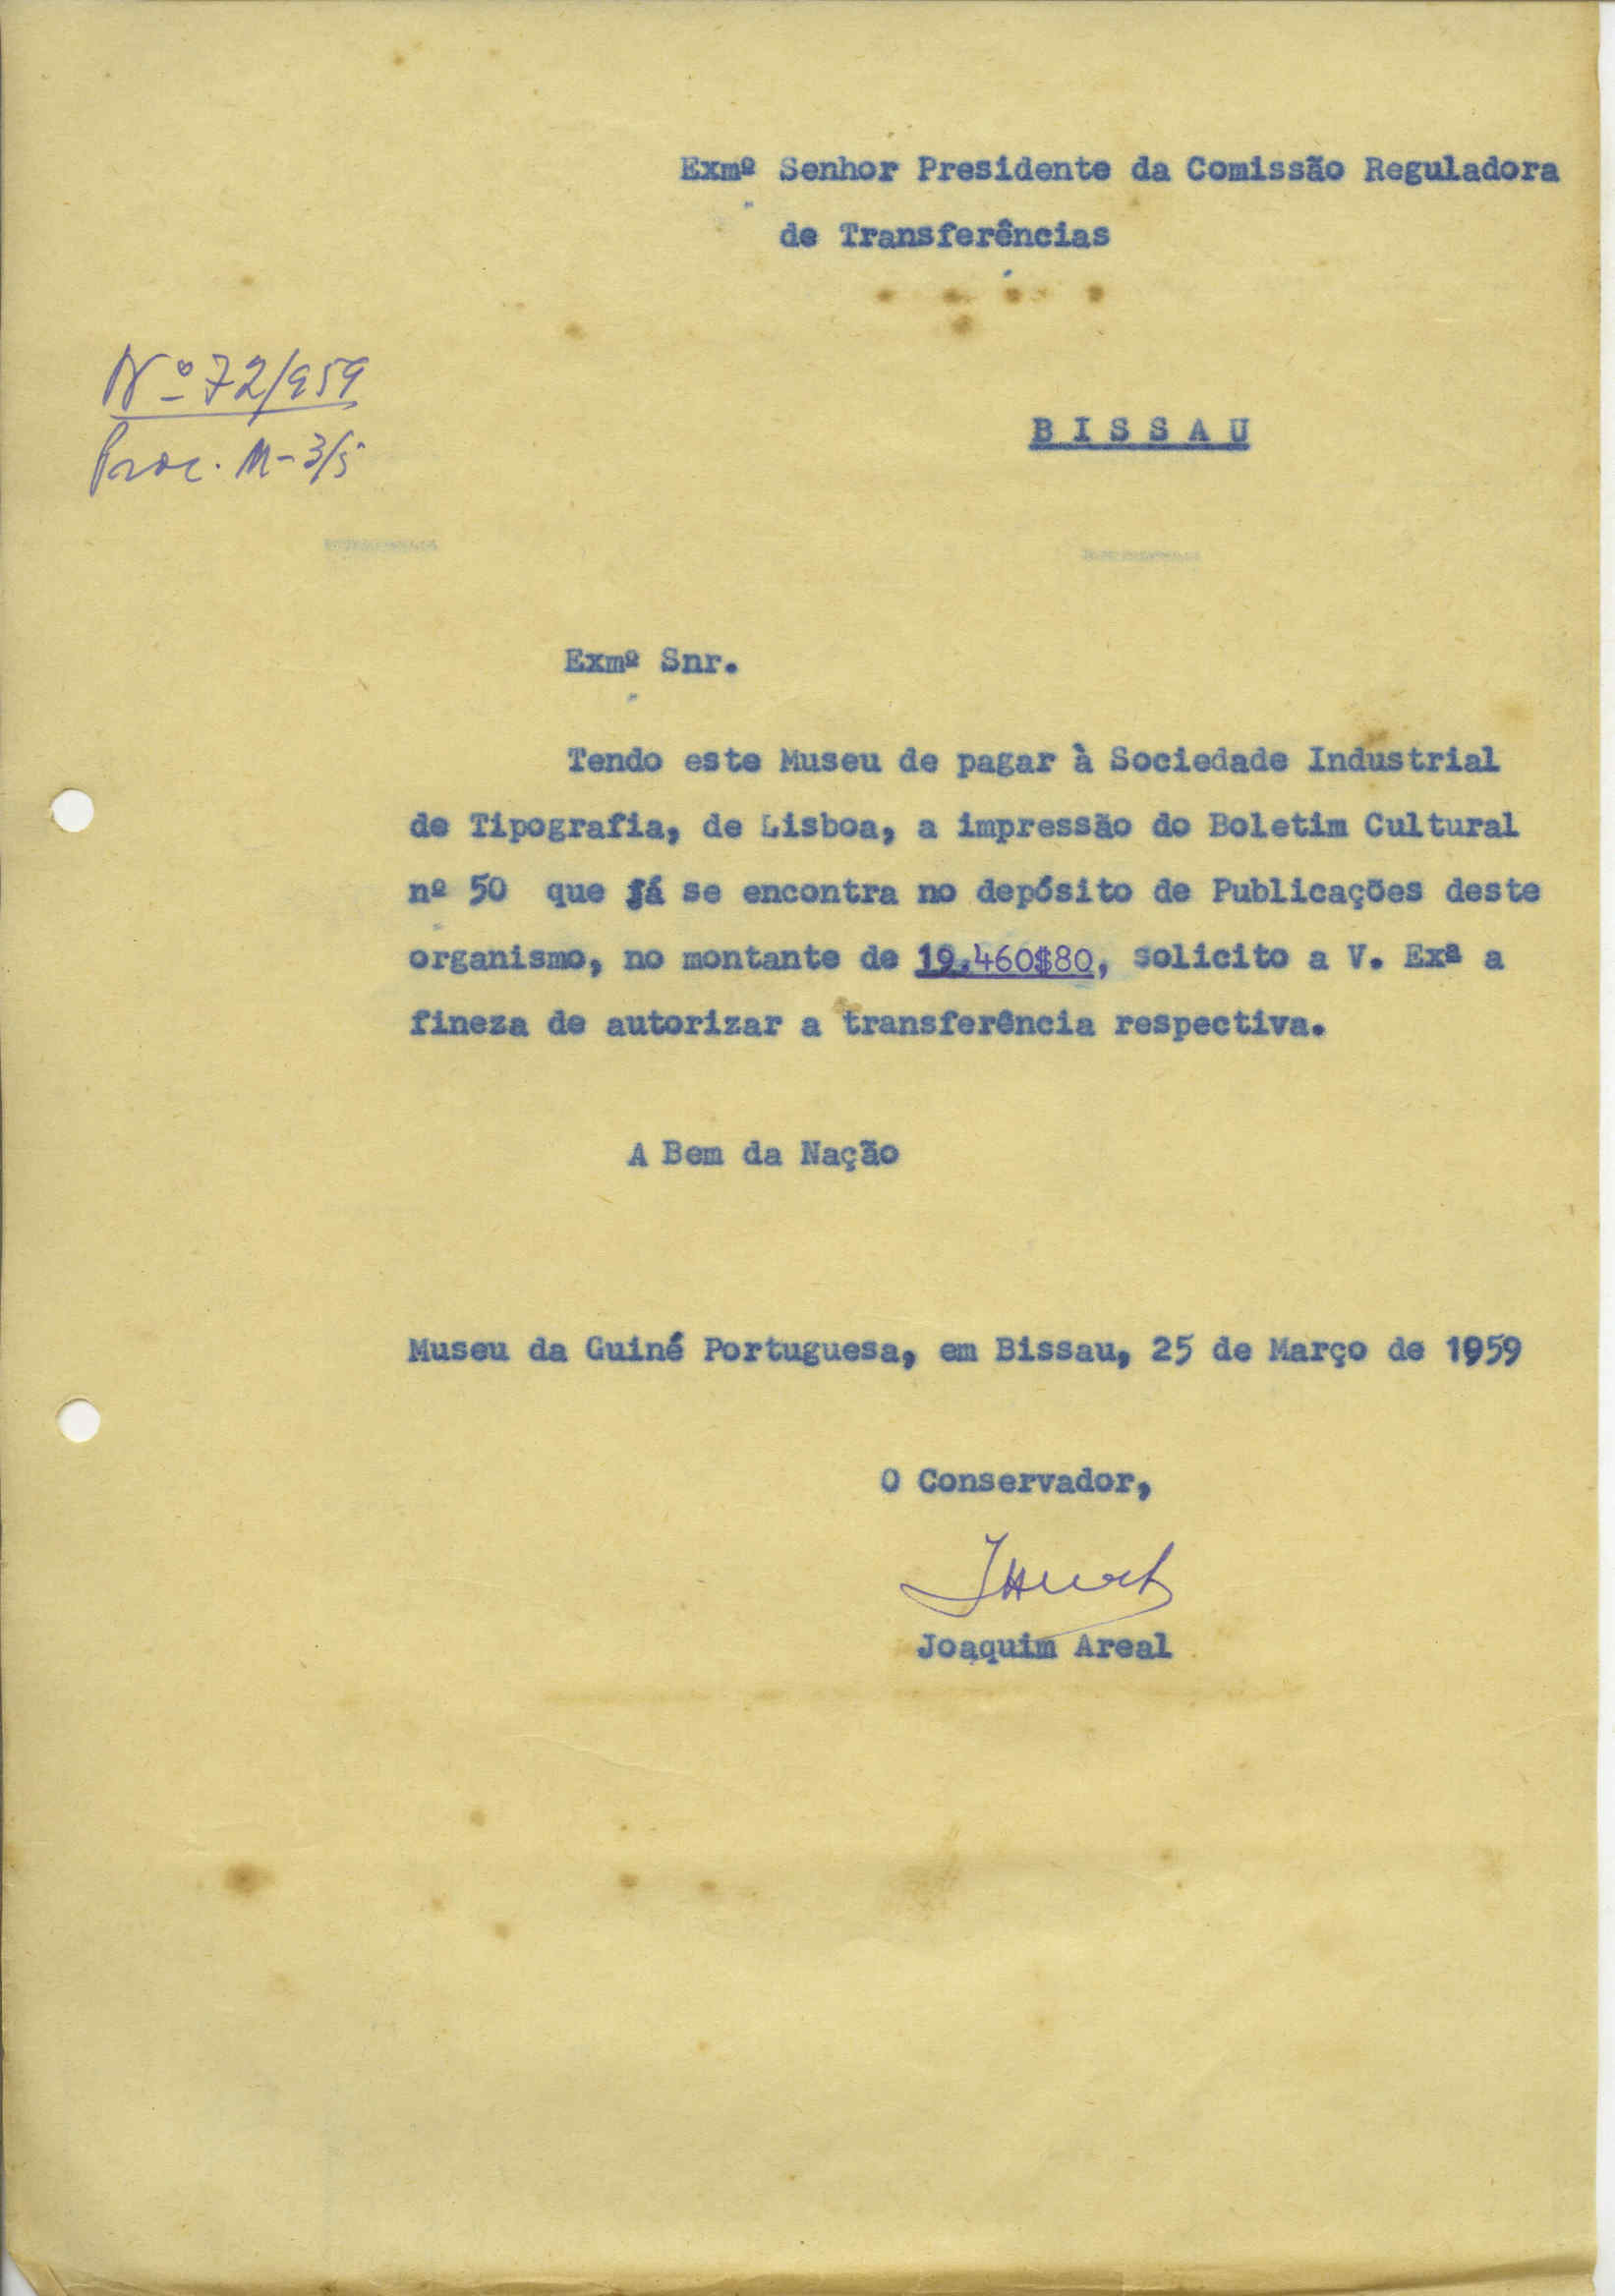 Exmº Senhor Presidente da Comissão Reguladora
de Transferências
Nº 72/959
Proc. M-3/5
BISSAU
Exmº Snr.
Tendo este Museu de pagar à Sociedade Industrial
de Tipografia, de Lisboa, a impressão do Boletim Cultural
nº 50 que já se encontra no depósito de Publicações deste
organismo, no montante de 19.460$80, solicito a V. Exª a
fineza de autorizar a transferência respectiva.
A Bem da Nação
Museu da Guiné Portuguesa, em Bissau, 25 de Março de 1959
O Conservador,
Joaquim Areal